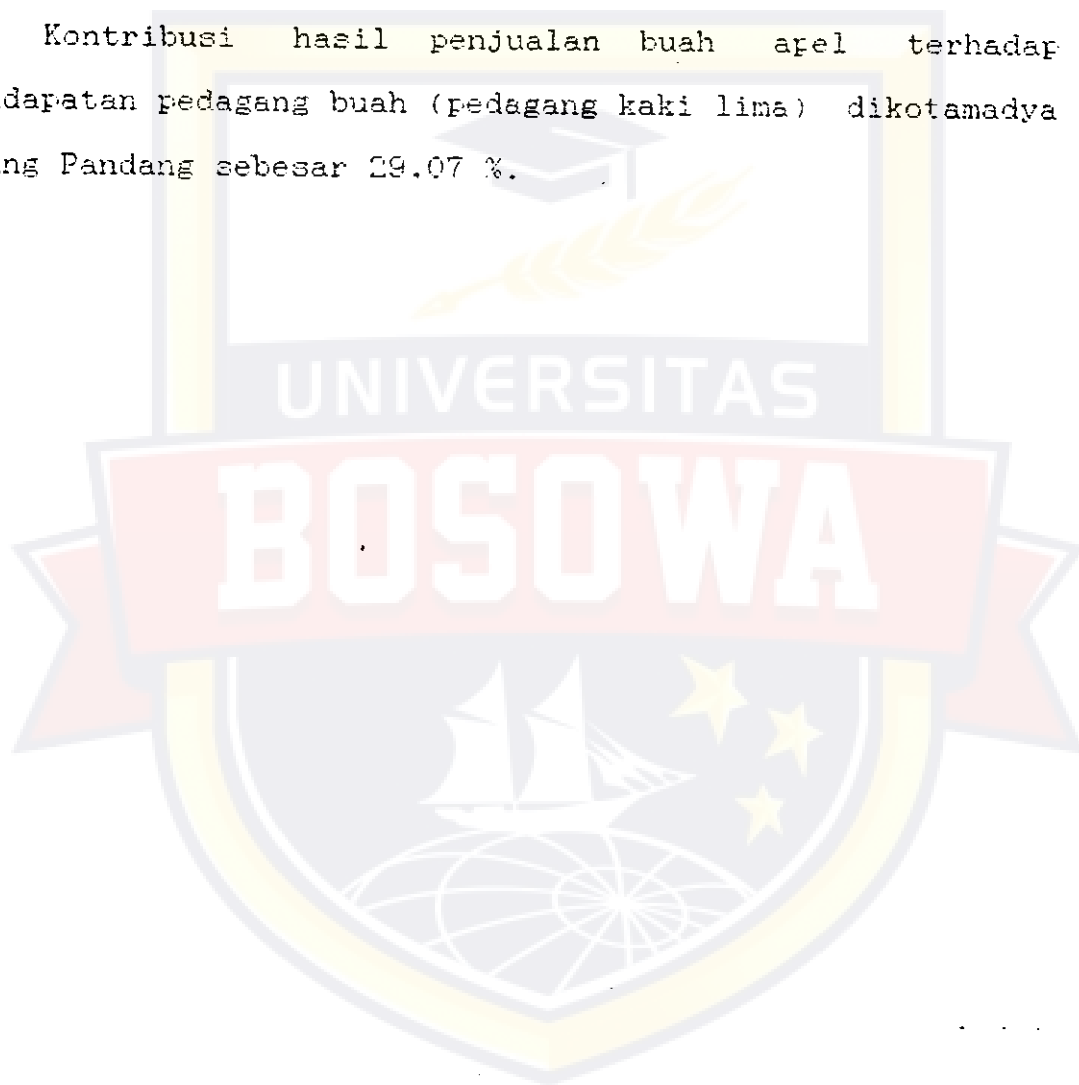 Kontribusi hasil penjualan buah apel terhadap
dapatan pedagang buah (pedagang kaki lima) dikotamadya
ng Pandang sebesar 29.07 %.
UNIVERSITAS
BOSOWA